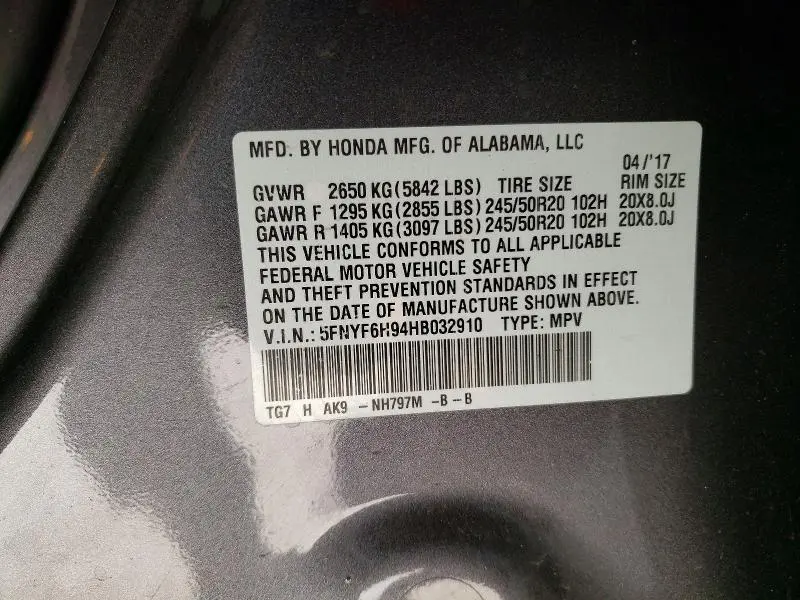 MFD. BY HONDA MFG. OF ALABAMA, LLC
04/'17
GVWR 2650 KG(5842 LBS) TIRE SIZE RIM SIZE
GAWR F 1295 KG(2855 LBS) 245/50R20 102H 20X8.0J
GAWR R 1405 KG(3097 LBS) 245/50R20 102H 20X8.0J
THIS VEHICLE CONFORMS TO ALL APPLICABLE
FEDERAL MOTOR VEHICLE SAFETY
AND THEFT PREVENTION STANDARDS IN EFFECT
ON THE DATE OF MANUFACTURE SHOWN ABOVE.
V.I.N.: 5FNYF6H94HB032910 TYPE: MPV
TG7 H AK9 -NH797M -B--B